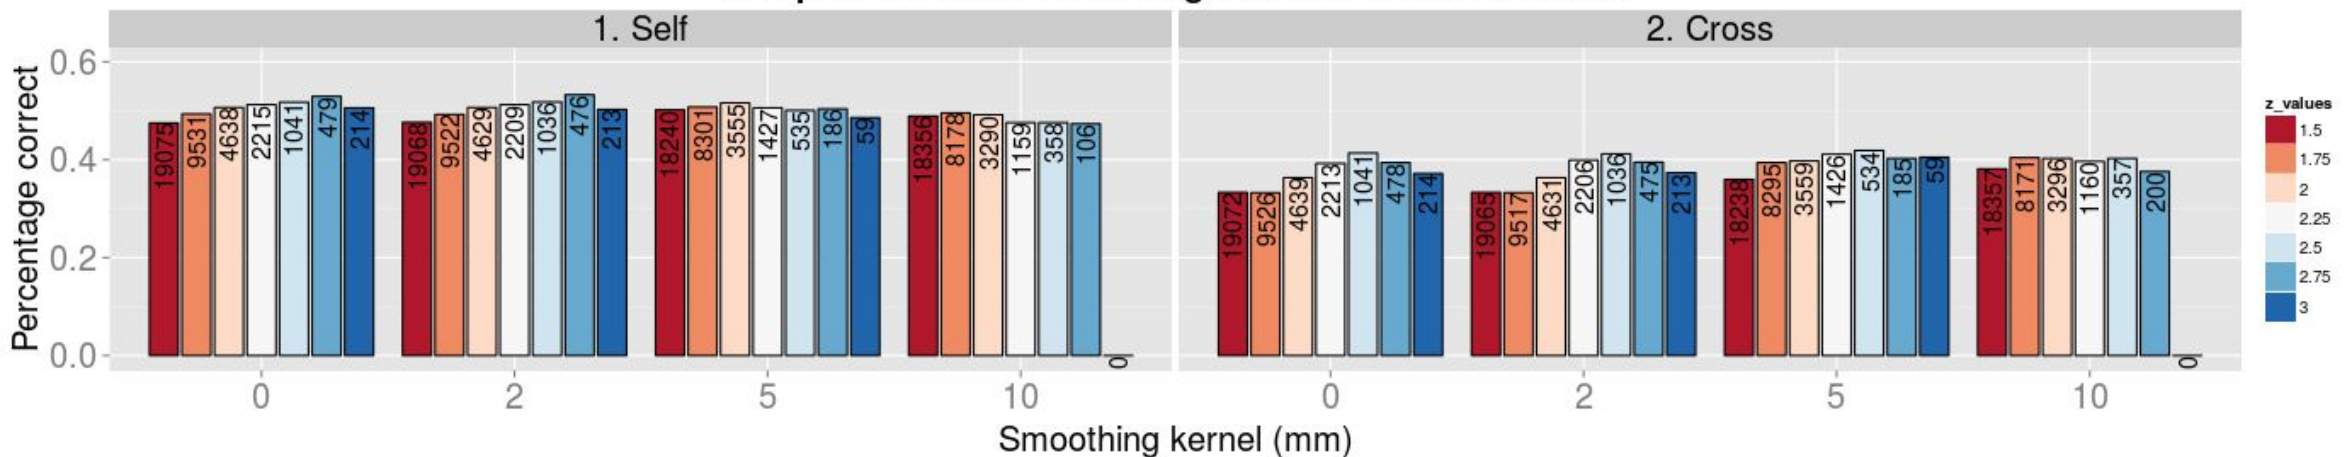 1. Self
2. Cross
Percentage correct
0.6
0.4
0.2
0.0
19075 9531 4638 2215 1041 479 214
19068 9522 4629 2209 1036 476 213
18240 8301 3555 1427 535 186 59
18356 8178 3290 1159 358 106 0
19072 9526 4639 2213 1041 478 214
19065 9517 4631 2206 1036 475 213
18238 8295 3559 1426 534 185 59
18357 8171 3296 1160 357 200 0
0 2 5 10
0 2 5 10
Smoothing kernel (mm)
z_values
1.5
1.75
2
2.25
2.5
2.75
3